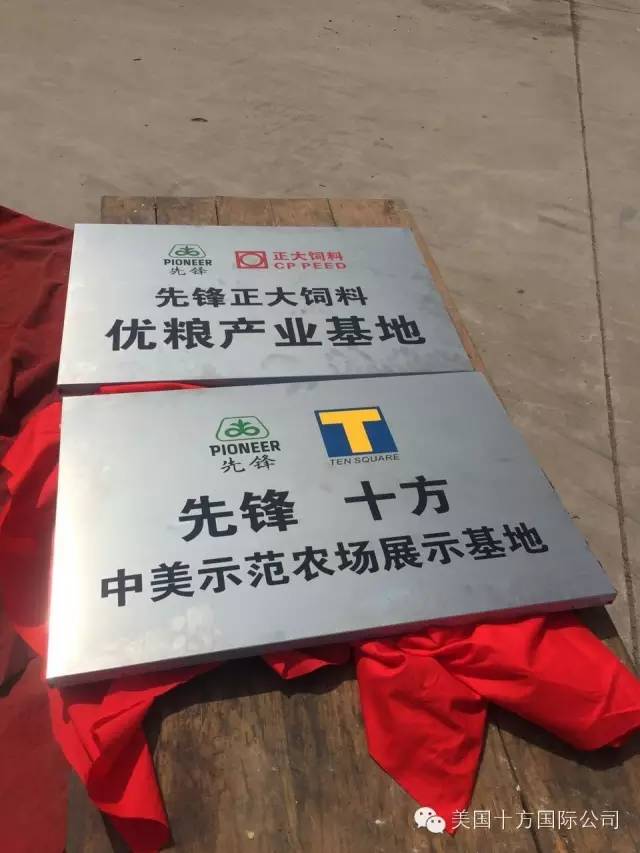 PIONEER
先锋
正大饲料
CP PEED
先锋正大饲料
优粮产业基地
PIONEER
先锋
T
TEN SQUARE
先锋 十方
中美示范农场展示基地
美国十方国际公司